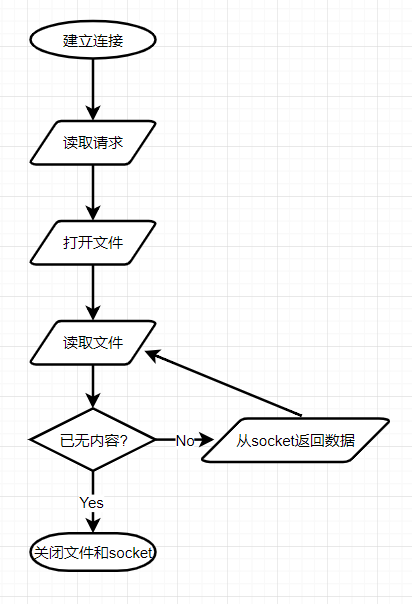 建立连接
读取请求
打开文件
读取文件
已无内容?
No
从socket返回数据
Yes
关闭文件和socket